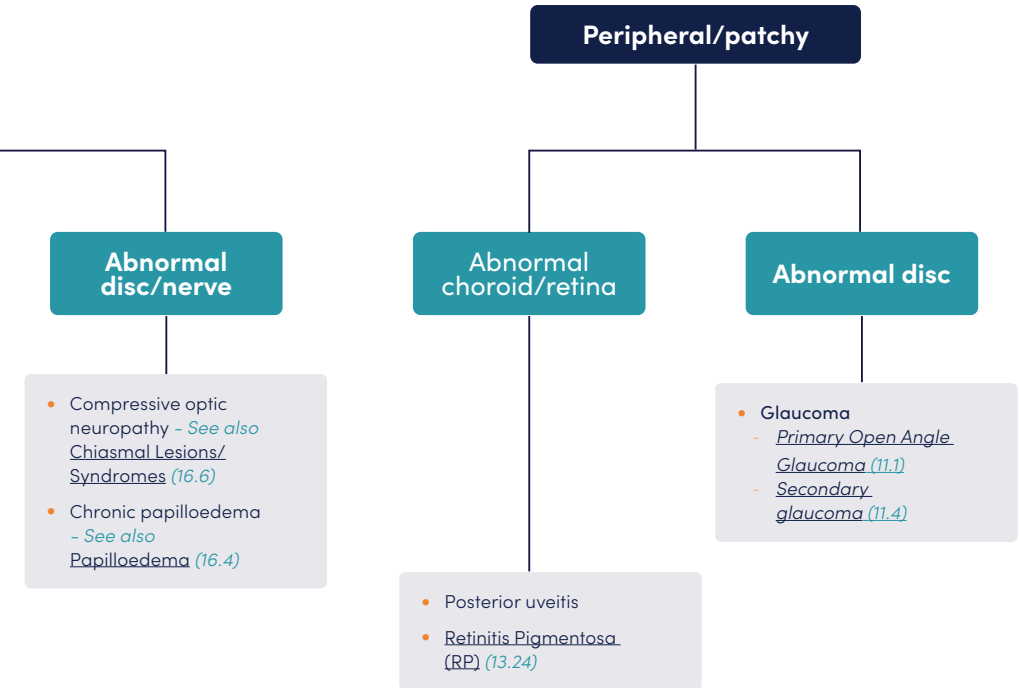 Peripheral/patchy
Abnormal
disc/nerve
Abnormal
choroid/retina
Abnormal disc
• Compressive optic
neuropathy - See also
Chiasmal Lesions/
Syndromes (16.6)
• Chronic papilloedema
- See also
Papilloedema (16.4)
• Posterior uveitis
• Retinitis Pigmentosa
(RP) (13.24)
• Glaucoma
- Primary Open Angle
Glaucoma (11.1)
- Secondary
glaucoma (11.4)